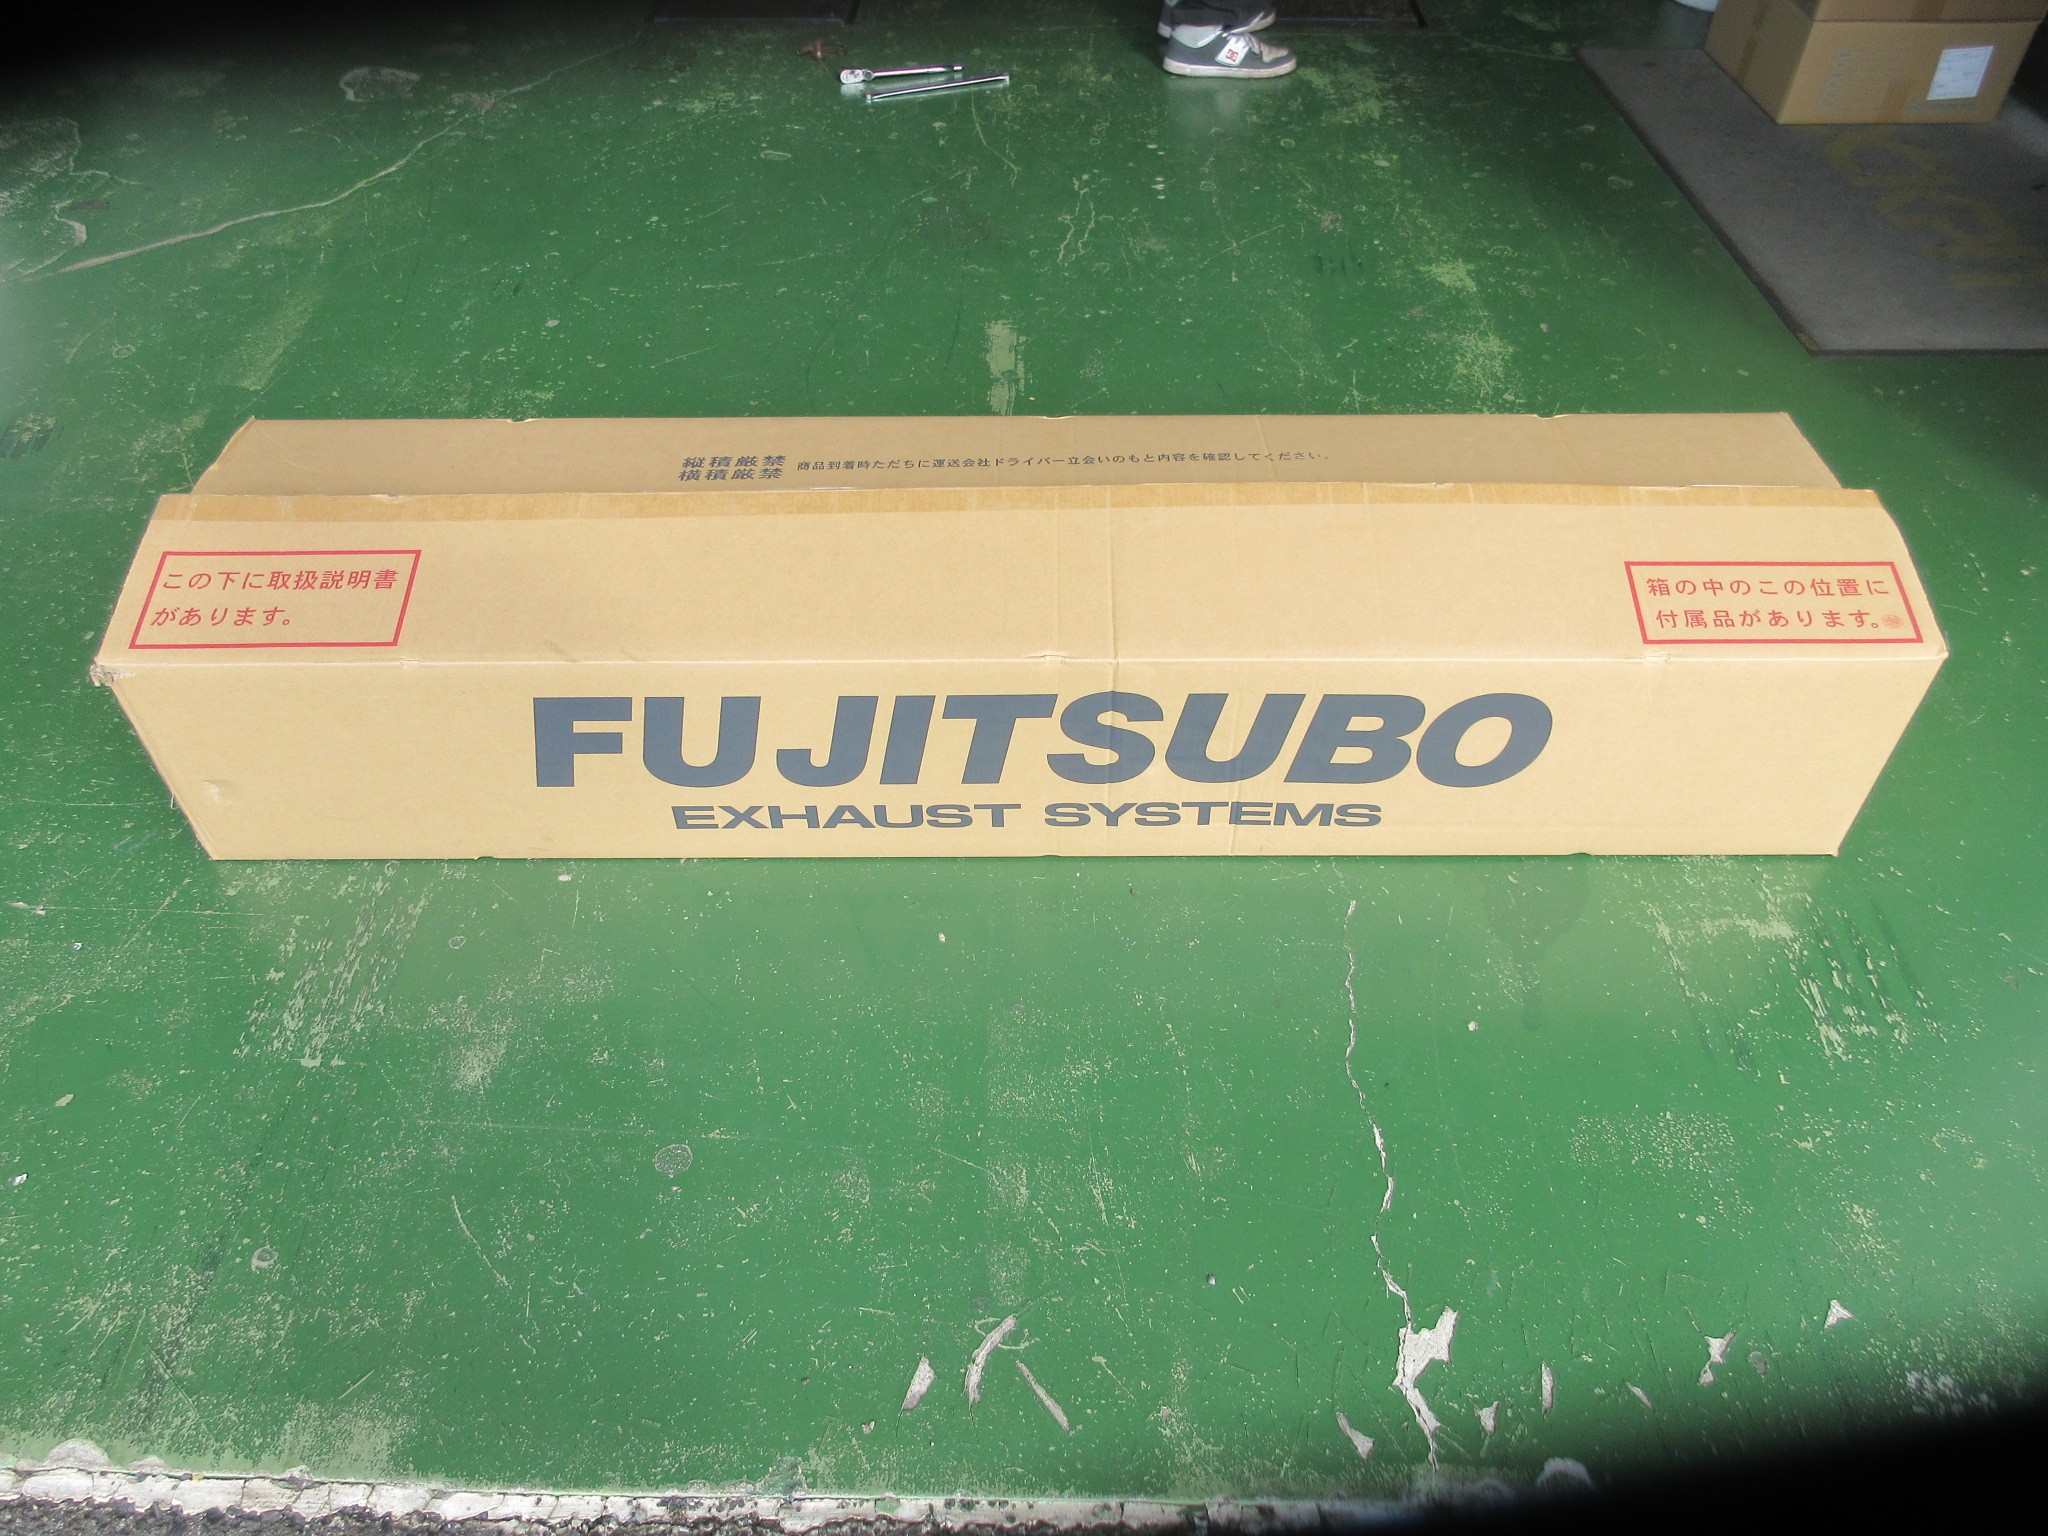 縦積厳禁 商品到着時ただちに運送会社ドライバー立会いのもと内容を確認してください。
横積厳禁
この下に取扱説明書
があります。
箱の中のこの位置に
付属品があります。
FUJITSUBO
EXHAUST SYSTEMS